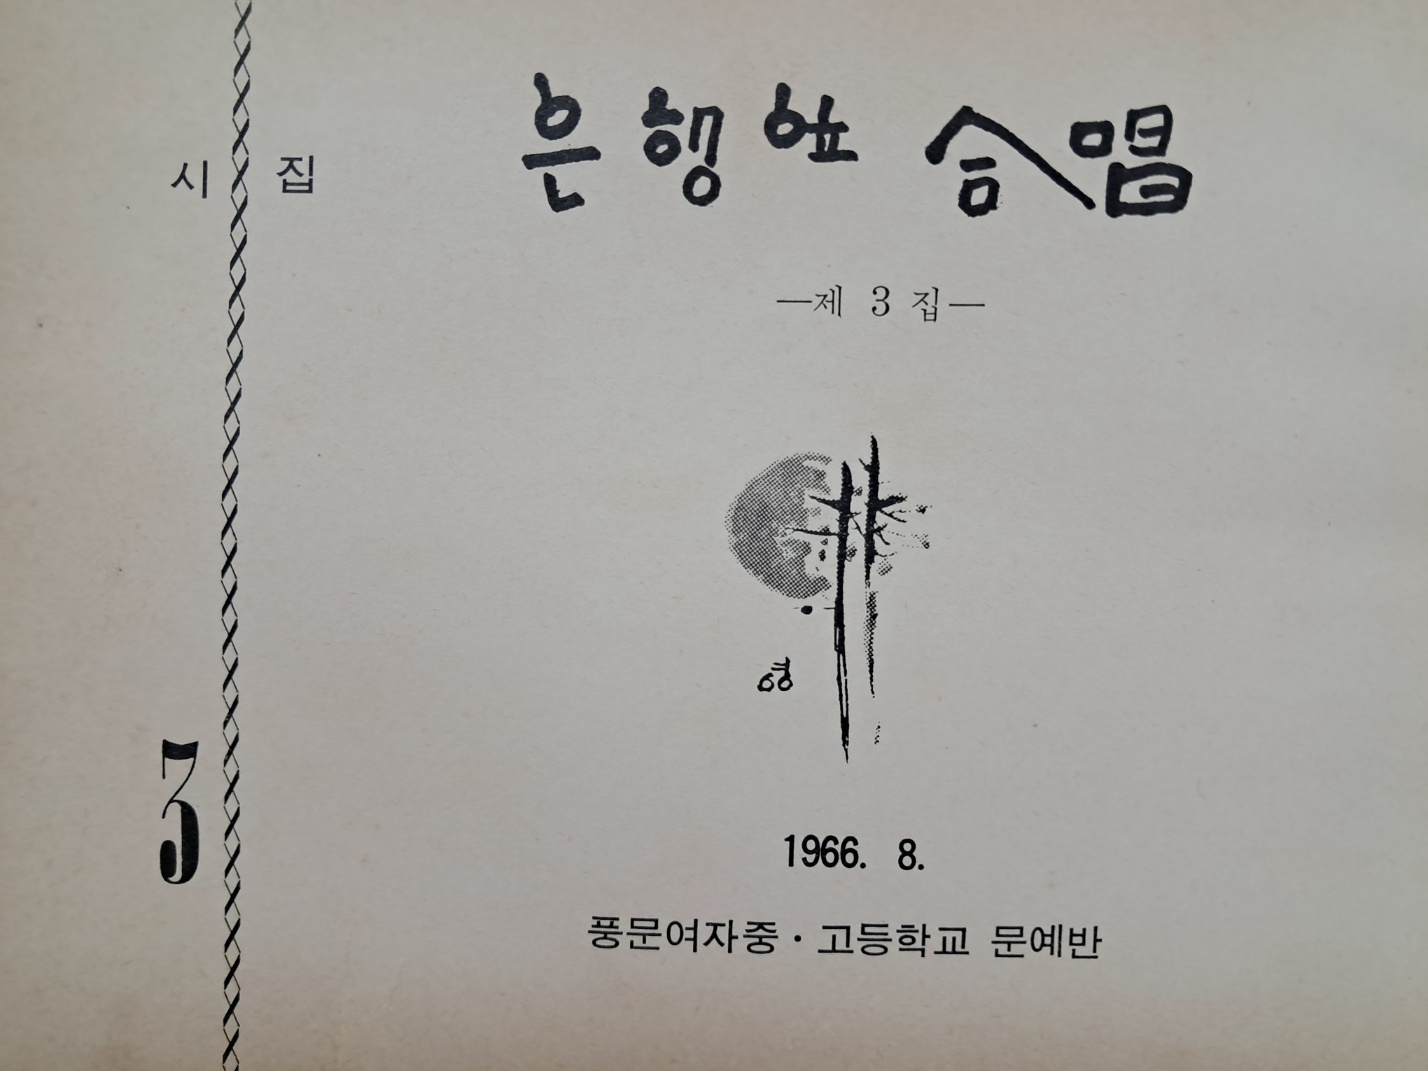 시 집
은행잎 合唱
—제 3 집—
영
3
1966. 8.
풍문여자중·고등학교 문예반